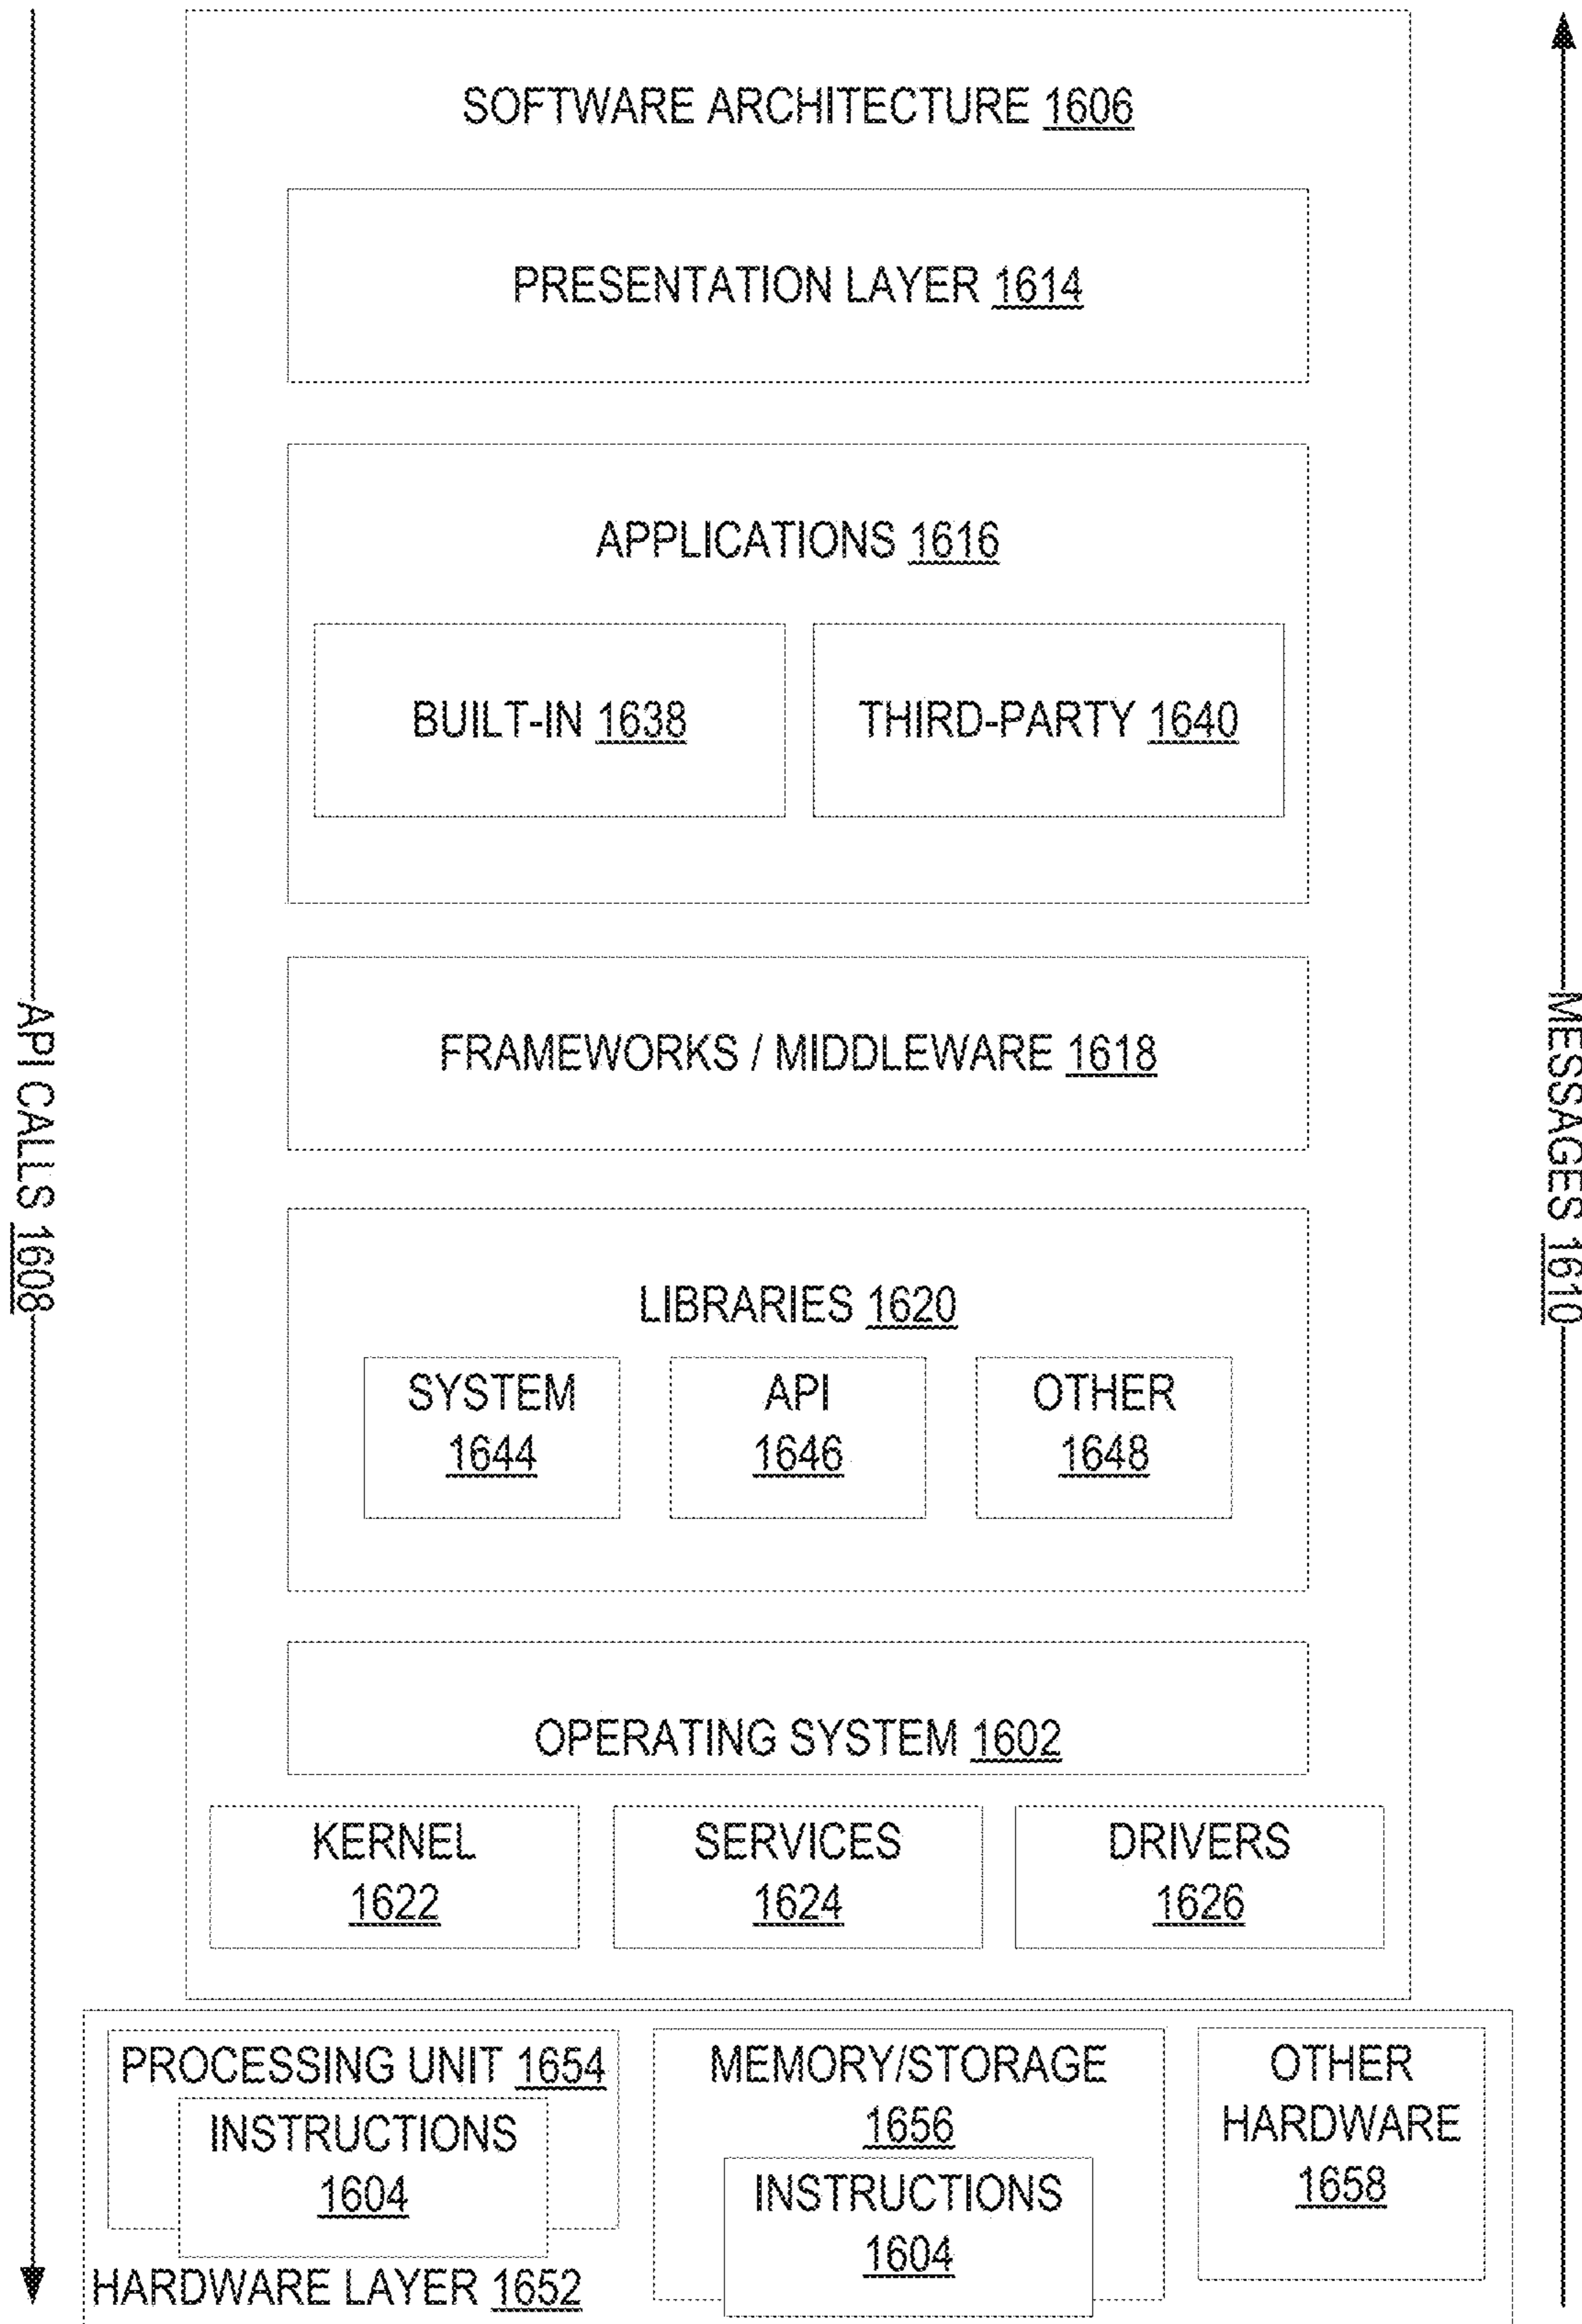 SOFTWARE ARCHITECTURE 1606
PRESENTATION LAYER 1614
APPLICATIONS 1616
BUILT-IN 1638
THIRD-PARTY 1640
FRAMEWORKS / MIDDLEWARE 1618
API CALLS 1608
MESSAGES 1610
LIBRARIES 1620
SYSTEM
1644
API
1646
OTHER
1648
OPERATING SYSTEM 1602
KERNEL
1622
SERVICES
1624
DRIVERS
1626
PROCESSING UNIT 1654
INSTRUCTIONS
1604
MEMORY/STORAGE
1656
INSTRUCTIONS
1604
OTHER
HARDWARE
1658
HARDWARE LAYER 1652